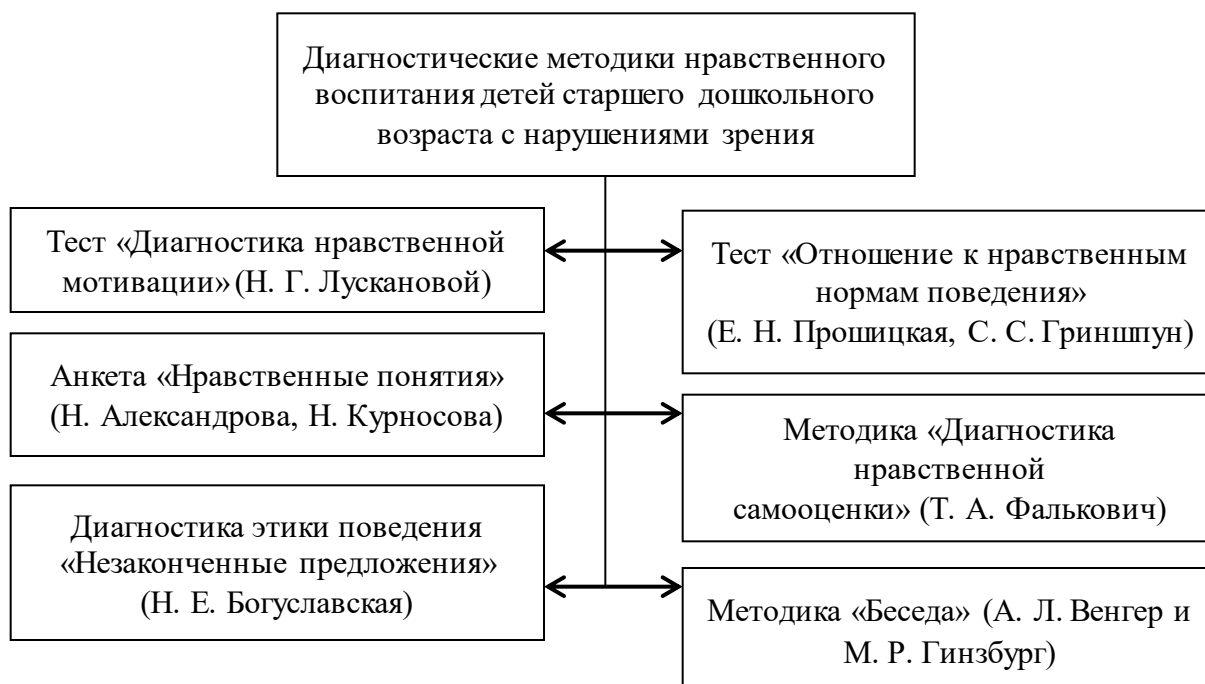 Диагностические методики нравственного
воспитания детей старшего дошкольного
возраста с нарушениями зрения
Тест «Диагностика нравственной
мотивации» (Н. Г. Лускановой)
Тест «Отношение к нравственным
нормам поведения»
(Е. Н. Прошицкая, С. С. Гриншпун)
Анкета «Нравственные понятия»
(Н. Александрова, Н. Курносова)
Методика «Диагностика
нравственной
самооценки» (Т. А. Фалькович)
Диагностика этики поведения
«Незаконченные предложения»
(Н. Е. Богуславская)
Методика «Беседа» (А. Л. Венгер и
М. Р. Гинзбург)